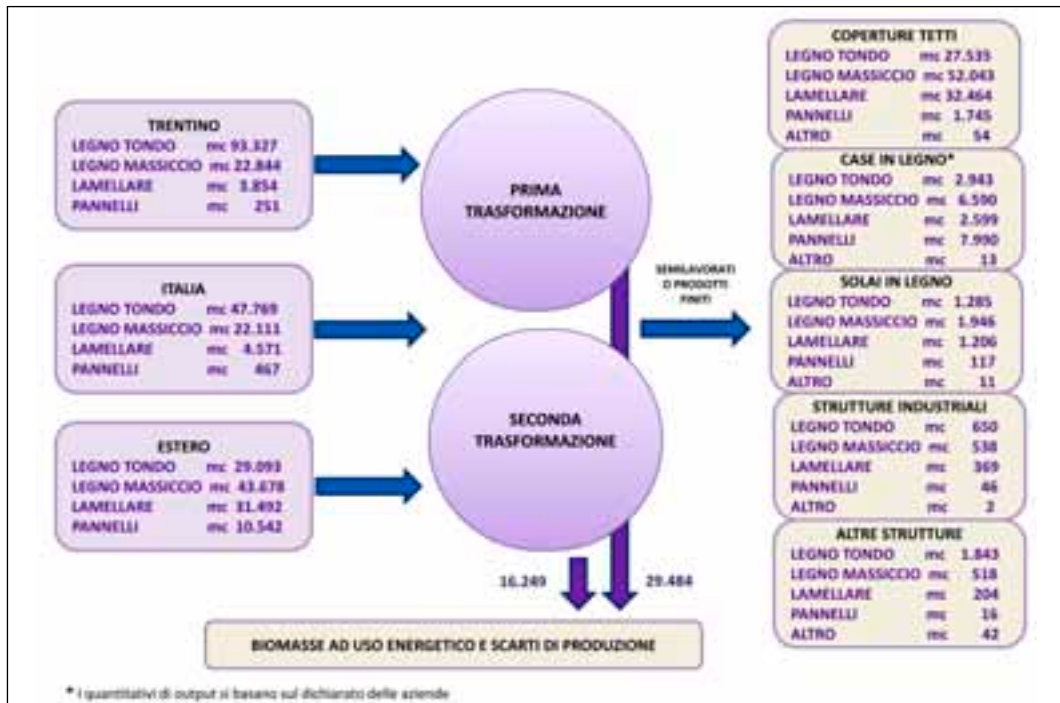 TRENTINO
LEGNO TONDO mc 93.327
LEGNO MASSICCIO mc 22.844
LAMELLARE mc 3.854
PANNELLI mc 251
ITALIA
LEGNO TONDO mc 47.769
LEGNO MASSICCIO mc 22.111
LAMELLARE mc 4.571
PANNELLI mc 467
ESTERO
LEGNO TONDO mc 29.093
LEGNO MASSICCIO mc 43.678
LAMELLARE mc 31.492
PANNELLI mc 10.542
PRIMA
TRASFORMAZIONE
SECONDA
TRASFORMAZIONE
SEMILAVORATI
O PRODOTTI
FINITI
COPERTURE TETTI
LEGNO TONDO mc 27.535
LEGNO MASSICCIO mc 52.043
LAMELLARE mc 32.464
PANNELLI mc 1.745
ALTRO mc 54
CASE IN LEGNO*
LEGNO TONDO mc 2.943
LEGNO MASSICCIO mc 6.590
LAMELLARE mc 2.599
PANNELLI mc 7.990
ALTRO mc 13
SOLAI IN LEGNO
LEGNO TONDO mc 1.285
LEGNO MASSICCIO mc 1.946
LAMELLARE mc 1.206
PANNELLI mc 117
ALTRO mc 11
STRUTTURE INDUSTRIALI
LEGNO TONDO mc 650
LEGNO MASSICCIO mc 538
LAMELLARE mc 369
PANNELLI mc 46
ALTRO mc 2
ALTRE STRUTTURE
LEGNO TONDO mc 1.843
LEGNO MASSICCIO mc 518
LAMELLARE mc 204
PANNELLI mc 16
ALTRO mc 42
16.249
29.484
BIOMASSE AD USO ENERGETICO E SCARTI DI PRODUZIONE
* I quantitativi di output si basano sul dichiarato delle aziende